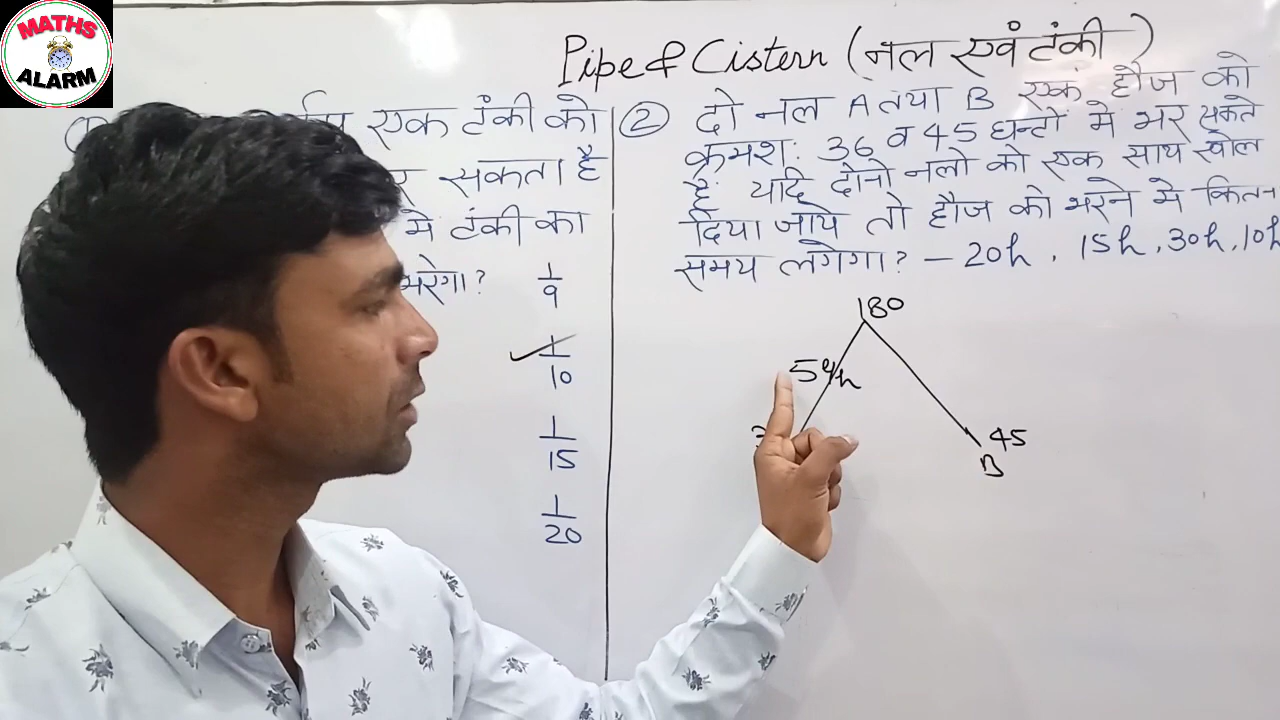 MATHS
ALARM
Pipe & Cistern (नल एवं टंकी)
एक टंकी को
सकता है
मे टंकी का
भरेगा?
1/9
1/10
1/15
1/20
② दो नल A तथा B एक हौज को
क्रमशः 36 व 45 घन्टो मे भर सकते
है यदि दोनो नलो को एक साथ खोल
दिया जाये तो हौज को भरने मे कितना
समय लगेगा? - 20h, 15h, 30h, 10h
180
5 4/h
45
B